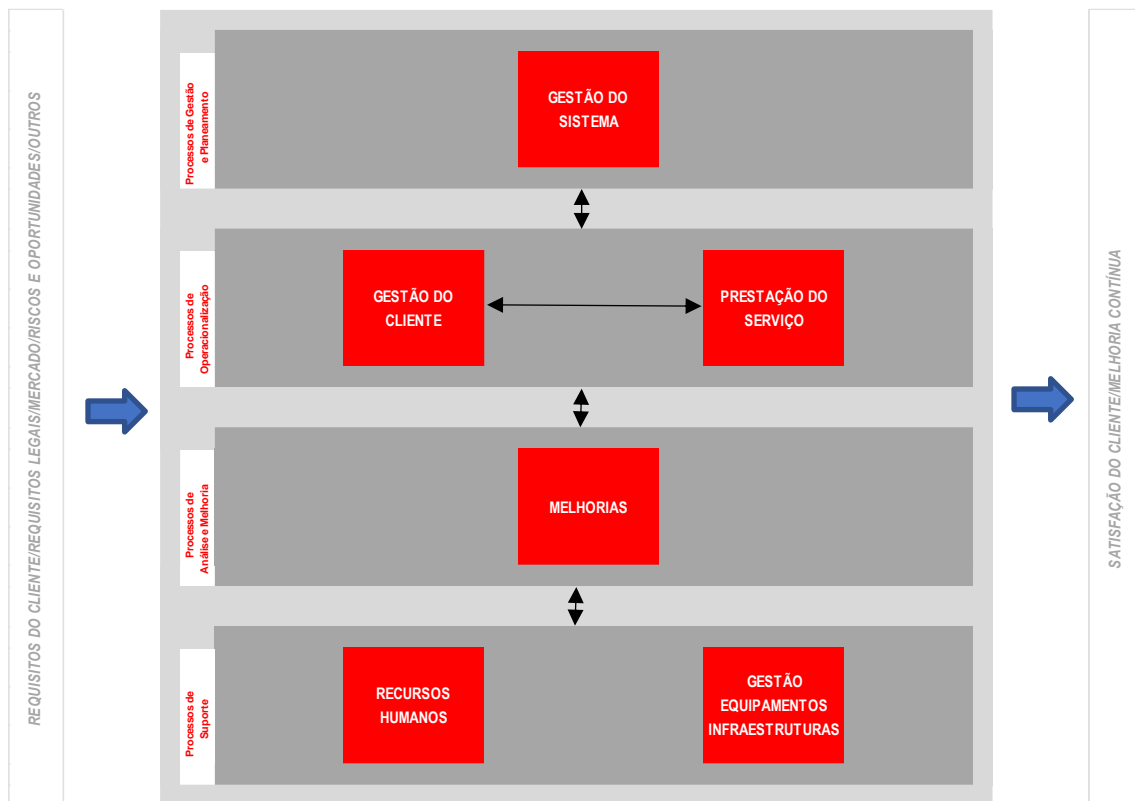 REQUISITOS DO CLIENTE/REQUISITOS LEGAIS/MERCADO/RISCOS E OPORTUNIDADES/OUTROS
Processos de Gestão
e Planeamento
GESTÃO DO
SISTEMA
Processos de
Operacionalização
GESTÃO DO
CLIENTE
PRESTAÇÃO DO
SERVIÇO
Processos de
Análise e Melhoria
MELHORIAS
Processos de
Suporte
RECURSOS
HUMANOS
GESTÃO
EQUIPAMENTOS
INFRAESTRUTURAS
SATISFAÇÃO DO CLIENTE/MELHORIA CONTÍNUA